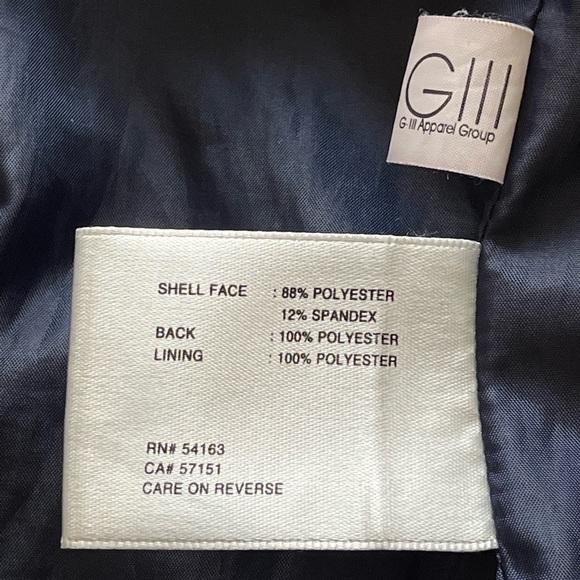 GIII
G-III Apparel Group
SHELL FACE : 88% POLYESTER
12% SPANDEX
BACK : 100% POLYESTER
LINING : 100% POLYESTER
RN# 54163
CA# 57151
CARE ON REVERSE